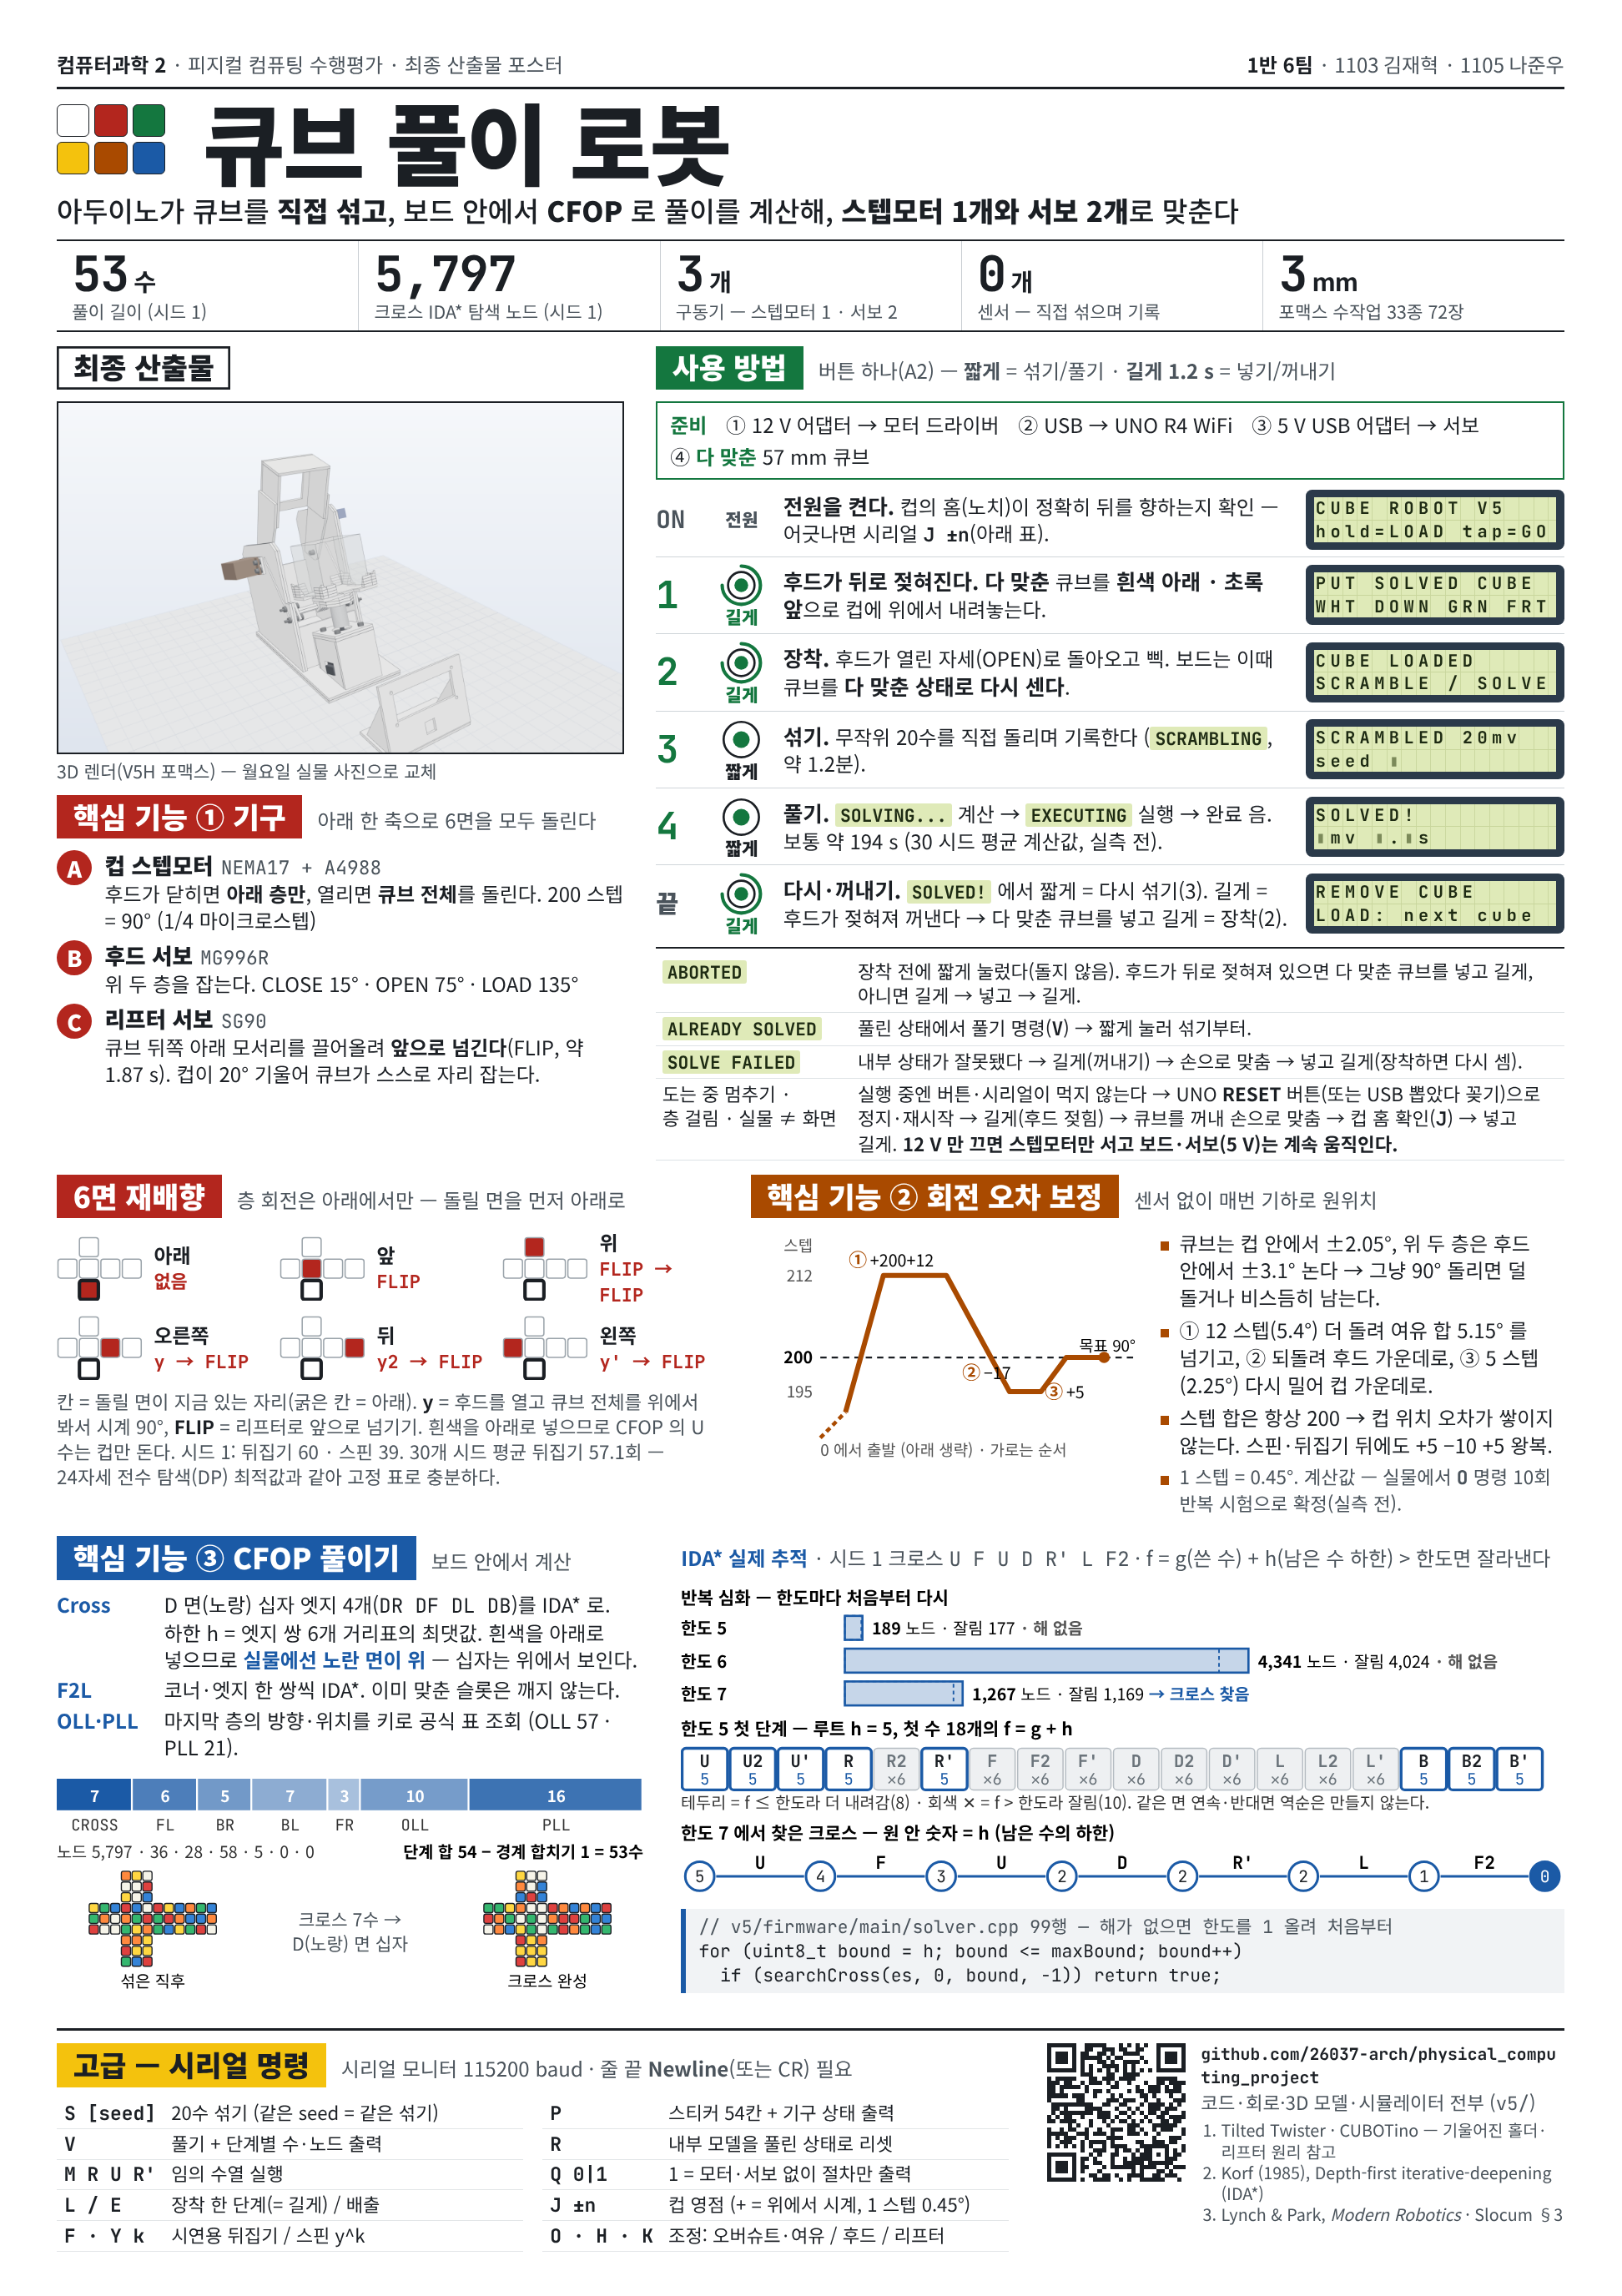 컴퓨터과학 2 · 피지컬 컴퓨팅 수행평가 · 최종 산출물 포스터
1반 6팀 · 1103 김재혁 · 1105 나준우
큐브 풀이 로봇
아두이노가 큐브를 직접 섞고, 보드 안에서 CFOP 로 풀이를 계산해, 스텝모터 1개와 서보 2개로 맞춘다
53 수
풀이 길이 (시드 1)
5,797
크로스 IDA* 탐색 노드 (시드 1)
3 개
구동기 — 스텝모터 1 · 서보 2
0 개
센서 — 직접 섞으며 기록
3 mm
포맥스 수작업 33종 72장
최종 산출물
3D 렌더(V5H 포맥스) — 월요일 실물 사진으로 교체
핵심 기능 ① 기구 아래 한 축으로 6면을 모두 돌린다
A 컵 스텝모터 NEMA17 + A4988
후드가 닫히면 아래 층만, 열리면 큐브 전체를 돌린다. 200 스텝
= 90° (1/4 마이크로스텝)
B 후드 서보 MG996R
위 두 층을 잡는다. CLOSE 15° · OPEN 75° · LOAD 135°
C 리프터 서보 SG90
큐브 뒤쪽 아래 모서리를 끌어올려 앞으로 넘긴다(FLIP, 약
1.87 s). 컵이 20° 기울어 큐브가 스스로 자리 잡는다.
사용 방법 버튼 하나(A2) — 짧게 = 섞기/풀기 · 길게 1.2 s = 넣기/꺼내기
준비 ① 12 V 어댑터 → 모터 드라이버 ② USB → UNO R4 WiFi ③ 5 V USB 어댑터 → 서보
④ 다 맞춘 57 mm 큐브
ON 전원 전원을 켠다. 컵의 홈(노치)이 정확히 뒤를 향하는지 확인 —
어긋나면 시리얼 J ±n(아래 표).
CUBE ROBOT V5
hold=LOAD tap=GO
1 길게 후드가 뒤로 젖혀진다. 다 맞춘 큐브를 흰색 아래 · 초록
앞으로 컵에 위에서 내려놓는다.
PUT SOLVED CUBE
WHT DOWN GRN FRT
2 길게 장착. 후드가 열린 자세(OPEN)로 돌아오고 삑. 보드는 이때
큐브를 다 맞춘 상태로 다시 센다.
CUBE LOADED
SCRAMBLE / SOLVE
3 짧게 섞기. 무작위 20수를 직접 돌리며 기록한다 (SCRAMBLING,
약 1.2분).
SCRAMBLED 20mv
seed ▮
4 짧게 풀기. SOLVING... 계산 → EXECUTING 실행 → 완료 음.
보통 약 194 s (30 시드 평균 계산값, 실측 전).
SOLVED!
▮mv ▮.▮s
끝 길게 다시·꺼내기. SOLVED! 에서 짧게 = 다시 섞기(3). 길게 =
후드가 젖혀져 꺼낸다 → 다 맞춘 큐브를 넣고 길게 = 장착(2).
REMOVE CUBE
LOAD: next cube
ABORTED 장착 전에 짧게 눌렀다(돌지 않음). 후드가 뒤로 젖혀져 있으면 다 맞춘 큐브를 넣고 길게,
아니면 길게 → 넣고 → 길게.
ALREADY SOLVED 풀린 상태에서 풀기 명령(V) → 짧게 눌러 섞기부터.
SOLVE FAILED 내부 상태가 잘못됐다 → 길게(꺼내기) → 손으로 맞춤 → 넣고 길게(장착하면 다시 셈).
도는 중 멈추기 ·
층 걸림 · 실물 ≠ 화면
실행 중엔 버튼·시리얼이 먹지 않는다 → UNO RESET 버튼(또는 USB 뽑았다 꽂기)으로
정지·재시작 → 길게(후드 젖힘) → 큐브를 꺼내 손으로 맞춤 → 컵 홈 확인(J) → 넣고
길게. 12 V 만 끄면 스텝모터만 서고 보드·서보(5 V)는 계속 움직인다.
6면 재배향 층 회전은 아래에서만 — 돌릴 면을 먼저 아래로
아래
없음
앞
FLIP
위
FLIP →
FLIP
오른쪽
y → FLIP
뒤
y2 → FLIP
왼쪽
y' → FLIP
칸 = 돌릴 면이 지금 있는 자리(굵은 칸 = 아래). y = 후드를 열고 큐브 전체를 위에서
봐서 시계 90°, FLIP = 리프터로 앞으로 넘기기. 흰색을 아래로 넣으므로 CFOP 의 U
수는 컵만 돈다. 시드 1: 뒤집기 60 · 스핀 39. 30개 시드 평균 뒤집기 57.1회 —
24자세 전수 탐색(DP) 최적값과 같아 고정 표로 충분하다.
핵심 기능 ② 회전 오차 보정 센서 없이 매번 기하로 원위치
스텝
212
200
195
① +200+12
② −17
③ +5
목표 90°
0 에서 출발 (아래 생략) · 가로는 순서
큐브는 컵 안에서 ±2.05°, 위 두 층은 후드
안에서 ±3.1° 논다 → 그냥 90° 돌리면 덜
돌거나 비스듬히 남는다.
① 12 스텝(5.4°) 더 돌려 여유 합 5.15° 를
넘기고, ② 되돌려 후드 가운데로, ③ 5 스텝
(2.25°) 다시 밀어 컵 가운데로.
스텝 합은 항상 200 → 컵 위치 오차가 쌓이지
않는다. 스핀·뒤집기 뒤에도 +5 −10 +5 왕복.
1 스텝 = 0.45°. 계산값 — 실물에서 0 명령 10회
반복 시험으로 확정(실측 전).
핵심 기능 ③ CFOP 풀이기 보드 안에서 계산
Cross D 면(노랑) 십자 엣지 4개(DR DF DL DB)를 IDA* 로.
하한 h = 엣지 쌍 6개 거리표의 최댓값. 흰색을 아래로
넣으므로 실물에선 노란 면이 위 — 십자는 위에서 보인다.
F2L 코너·엣지 한 쌍씩 IDA*. 이미 맞춘 슬롯은 깨지 않는다.
OLL·PLL 마지막 층의 방향·위치를 키로 공식 표 조회 (OLL 57 ·
PLL 21).
7 6 5 7 3 10 16
CROSS FL BR BL FR OLL PLL
노드 5,797 · 36 · 28 · 58 · 5 · 0 · 0
단계 합 54 − 경계 합치기 1 = 53수
크로스 7수 →
D(노랑) 면 십자
섞은 직후
크로스 완성
IDA* 실제 추적 · 시드 1 크로스 U F U D R' L F2 · f = g(쓴 수) + h(남은 수 하한) > 한도면 잘라낸다
반복 심화 — 한도마다 처음부터 다시
한도 5 189 노드 · 잘림 177 · 해 없음
한도 6 4,341 노드 · 잘림 4,024 · 해 없음
한도 7 1,267 노드 · 잘림 1,169 → 크로스 찾음
한도 5 첫 단계 — 루트 h = 5, 첫 수 18개의 f = g + h
U U2 U' R R2 R' F F2 F' D D2 D' L L2 L' B B2 B'
5 5 5 5 ×6 5 ×6 ×6 ×6 ×6 ×6 ×6 ×6 ×6 ×6 5 5 5
테두리 = f ≤ 한도라 더 내려감(8) · 회색 × = f > 한도라 잘림(10). 같은 면 연속·반대면 역순은 만들지 않는다.
한도 7 에서 찾은 크로스 — 원 안 숫자 = h (남은 수의 하한)
U F U D R' L F2
5 4 3 2 2 2 1 0
// v5/firmware/main/solver.cpp 99행 — 해가 없으면 한도를 1 올려 처음부터
for (uint8_t bound = h; bound <= maxBound; bound++)
if (searchCross(es, 0, bound, -1)) return true;
고급 — 시리얼 명령 시리얼 모니터 115200 baud · 줄 끝 Newline(또는 CR) 필요
S [seed] 20수 섞기 (같은 seed = 같은 섞기)
V 풀기 + 단계별 수·노드 출력
M R U R' 임의 수열 실행
L / E 장착 한 단계(= 길게) / 배출
F · Y k 시연용 뒤집기 / 스핀 y^k
P 스티커 54칸 + 기구 상태 출력
R 내부 모델을 풀린 상태로 리셋
Q 0|1 1 = 모터·서보 없이 절차만 출력
J ±n 컵 영점 (+ = 위에서 시계, 1 스텝 0.45°)
O · H · K 조정: 오버슈트·여유 / 후드 / 리프터
github.com/26037-arch/physical_compu
ting_project
코드·회로·3D 모델·시뮬레이터 전부 (v5/)
1. Tilted Twister · CUBOTino — 기울어진 홀더·
리프터 원리 참고
2. Korf (1985), Depth-first iterative-deepening
(IDA*)
3. Lynch & Park, Modern Robotics · Slocum §3